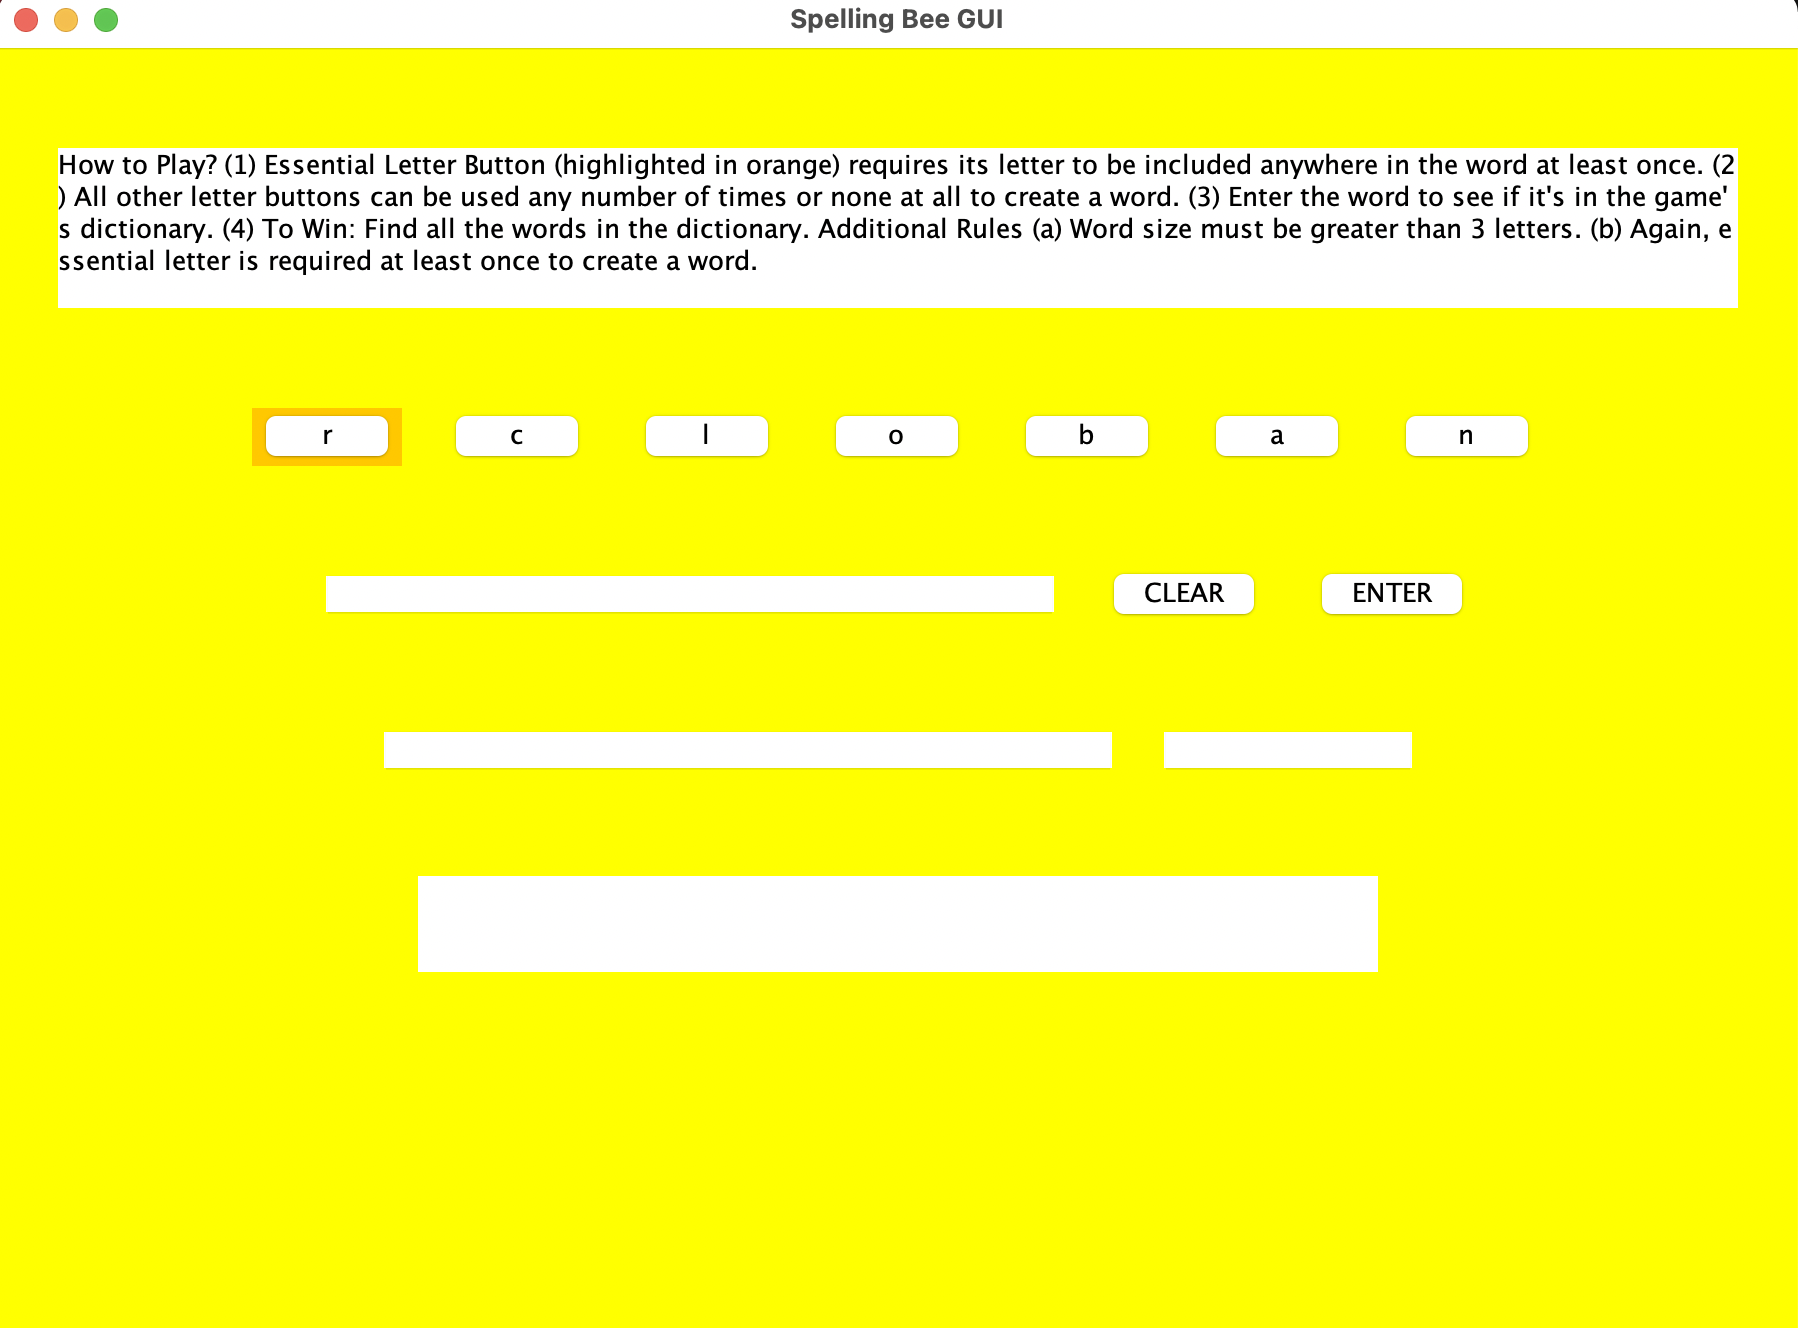 Spelling Bee GUI
How to Play? (1) Essential Letter Button (highlighted in orange) requires its letter to be included anywhere in the word at least once. (2
) All other letter buttons can be used any number of times or none at all to create a word. (3) Enter the word to see if it's in the game'
s dictionary. (4) To Win: Find all the words in the dictionary. Additional Rules (a) Word size must be greater than 3 letters. (b) Again, e
ssential letter is required at least once to create a word.
r c l o b a n
CLEAR ENTER